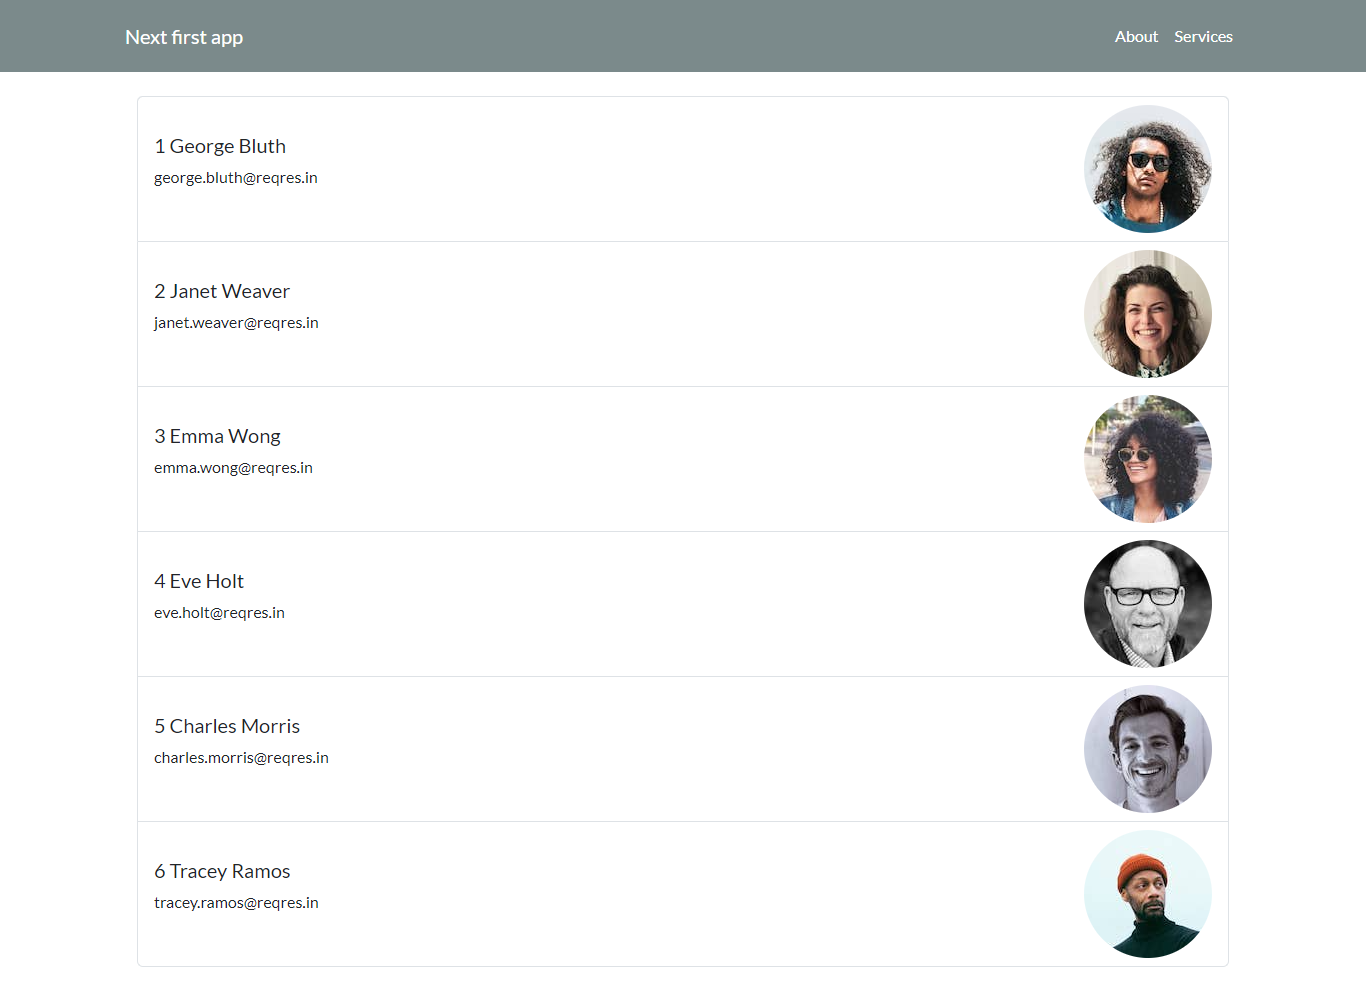 Next first app
About Services
1 George Bluth
george.bluth@reqres.in
2 Janet Weaver
janet.weaver@reqres.in
3 Emma Wong
emma.wong@reqres.in
4 Eve Holt
eve.holt@reqres.in
5 Charles Morris
charles.morris@reqres.in
6 Tracey Ramos
tracey.ramos@reqres.in